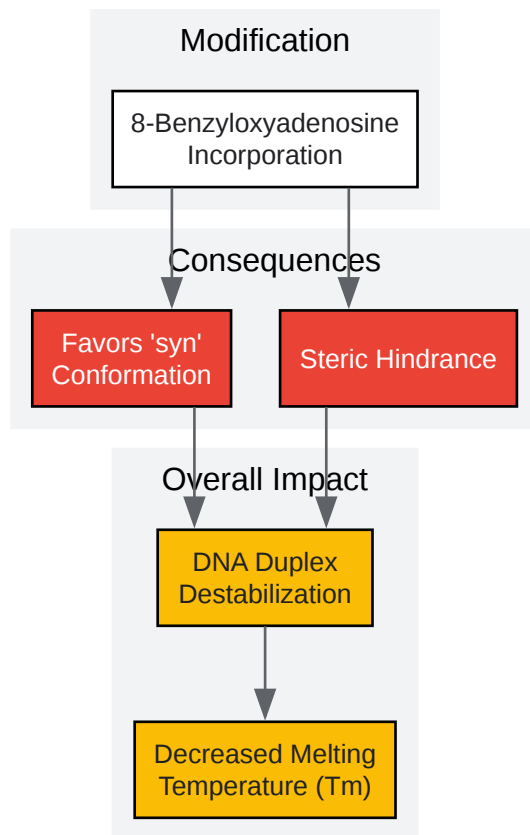 Modification
8-Benzyloxyadenosine
Incorporation
Consequences
Favors 'syn'
Conformation
Steric Hindrance
Overall Impact
DNA Duplex
Destabilization
Decreased Melting
Temperature (Tm)